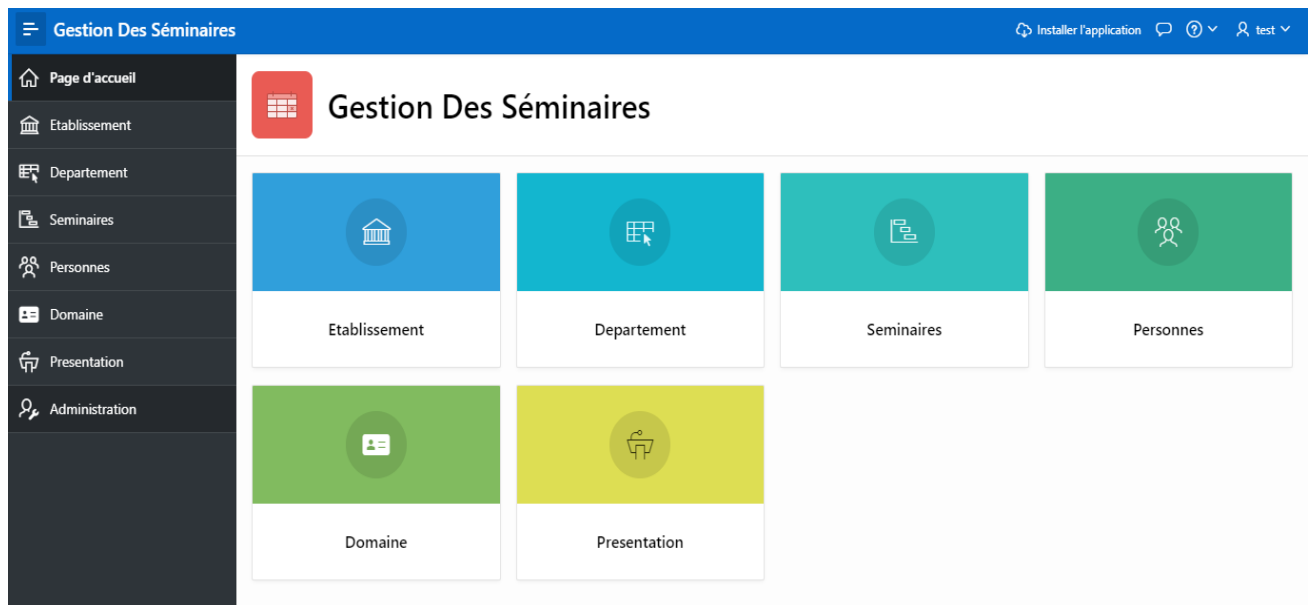 Gestion Des Séminaires
Installer l'application
test
Page d'accueil
Etablissement
Departement
Seminaires
Personnes
Domaine
Presentation
Administration
Gestion Des Séminaires
Etablissement
Departement
Seminaires
Personnes
Domaine
Presentation